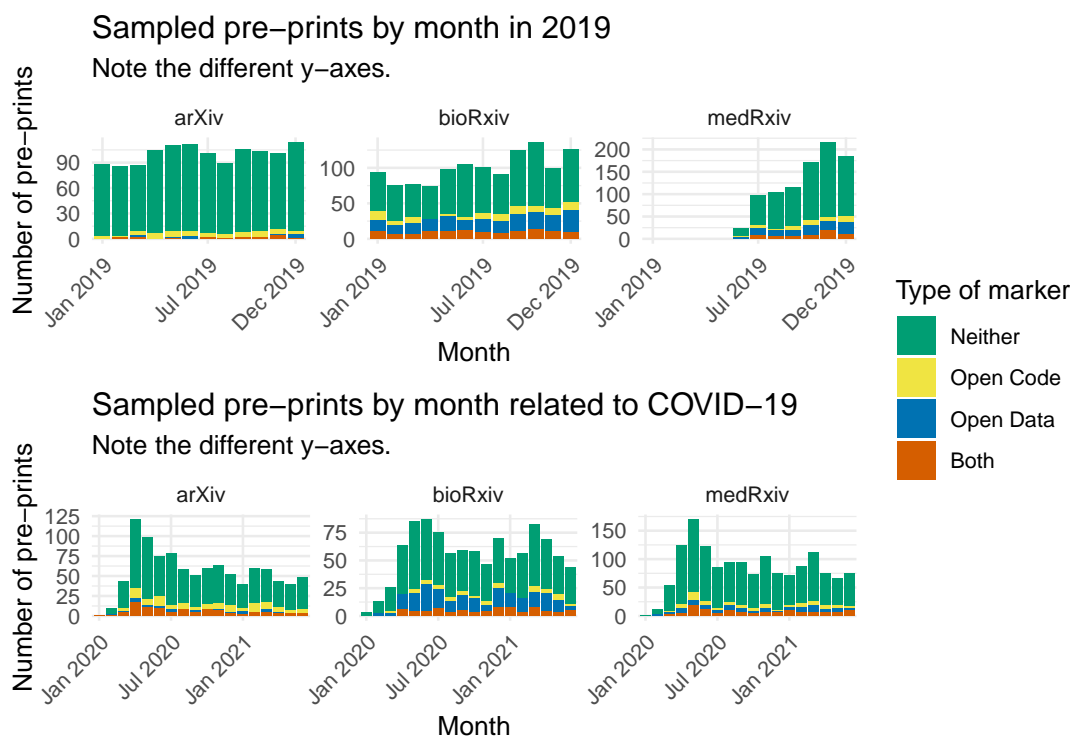 Sampled pre−prints by month in 2019
Note the different y−axes.
Number of pre−prints
arXiv
bioRxiv
medRxiv
90
60
30
0
100
50
0
200
150
100
50
0
Jan 2019
Jul 2019
Dec 2019
Jan 2019
Jul 2019
Dec 2019
Jan 2019
Jul 2019
Dec 2019
Month
Type of marker
Neither
Open Code
Open Data
Both
Sampled pre−prints by month related to COVID−19
Note the different y−axes.
Number of pre−prints
arXiv
bioRxiv
medRxiv
125
100
75
50
25
0
75
50
25
0
150
100
50
0
Jan 2020
Jul 2020
Jan 2021
Jan 2020
Jul 2020
Jan 2021
Jan 2020
Jul 2020
Jan 2021
Month